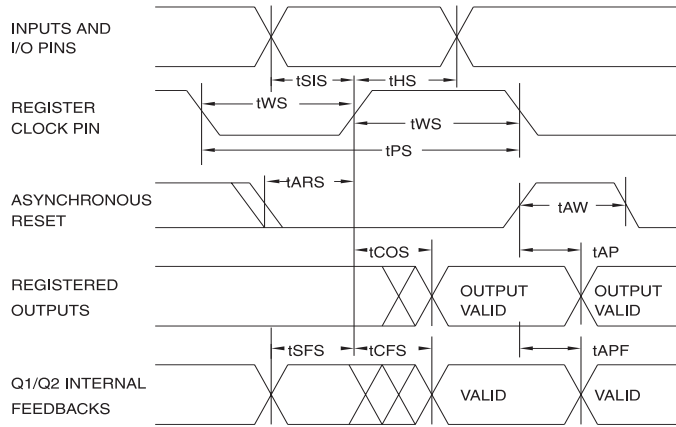 INPUTS AND
I/O PINS
tSIS
tHS
REGISTER
CLOCK PIN
tWS
tWS
tPS
ASYNCHRONOUS
RESET
tARS
tAW
tCOS
tAP
REGISTERED
OUTPUTS
OUTPUT
VALID
OUTPUT
VALID
tSFS
tCFS
tAPF
Q1/Q2 INTERNAL
FEEDBACKS
VALID
VALID